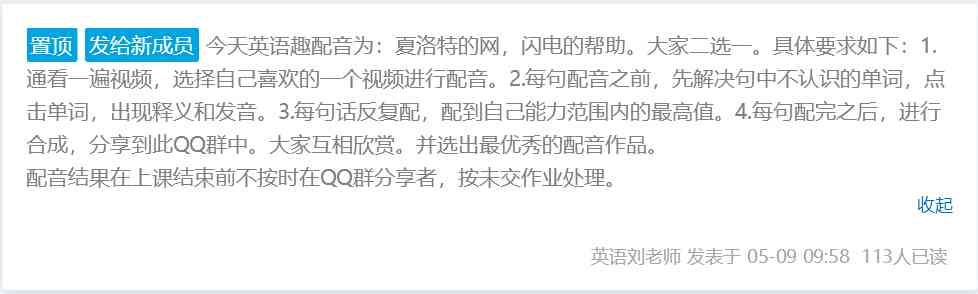 置顶 发给新成员 今天英语趣配音为：夏洛特的网，闪电的帮助。大家二选一。具体要求如下：1.
通看一遍视频，选择自己喜欢的一个视频进行配音。2.每句配音之前，先解决句中不认识的单词，点
击单词，出现释义和发音。3.每句话反复配，配到自己能力范围内的最高值。4.每句配完之后，进行
合成，分享到此QQ群中。大家互相欣赏。并选出最优秀的配音作品。
配音结果在上课结束前不按时在QQ群分享者，按未交作业处理。
收起
英语刘老师 发表于 05-09 09:58 113人已读